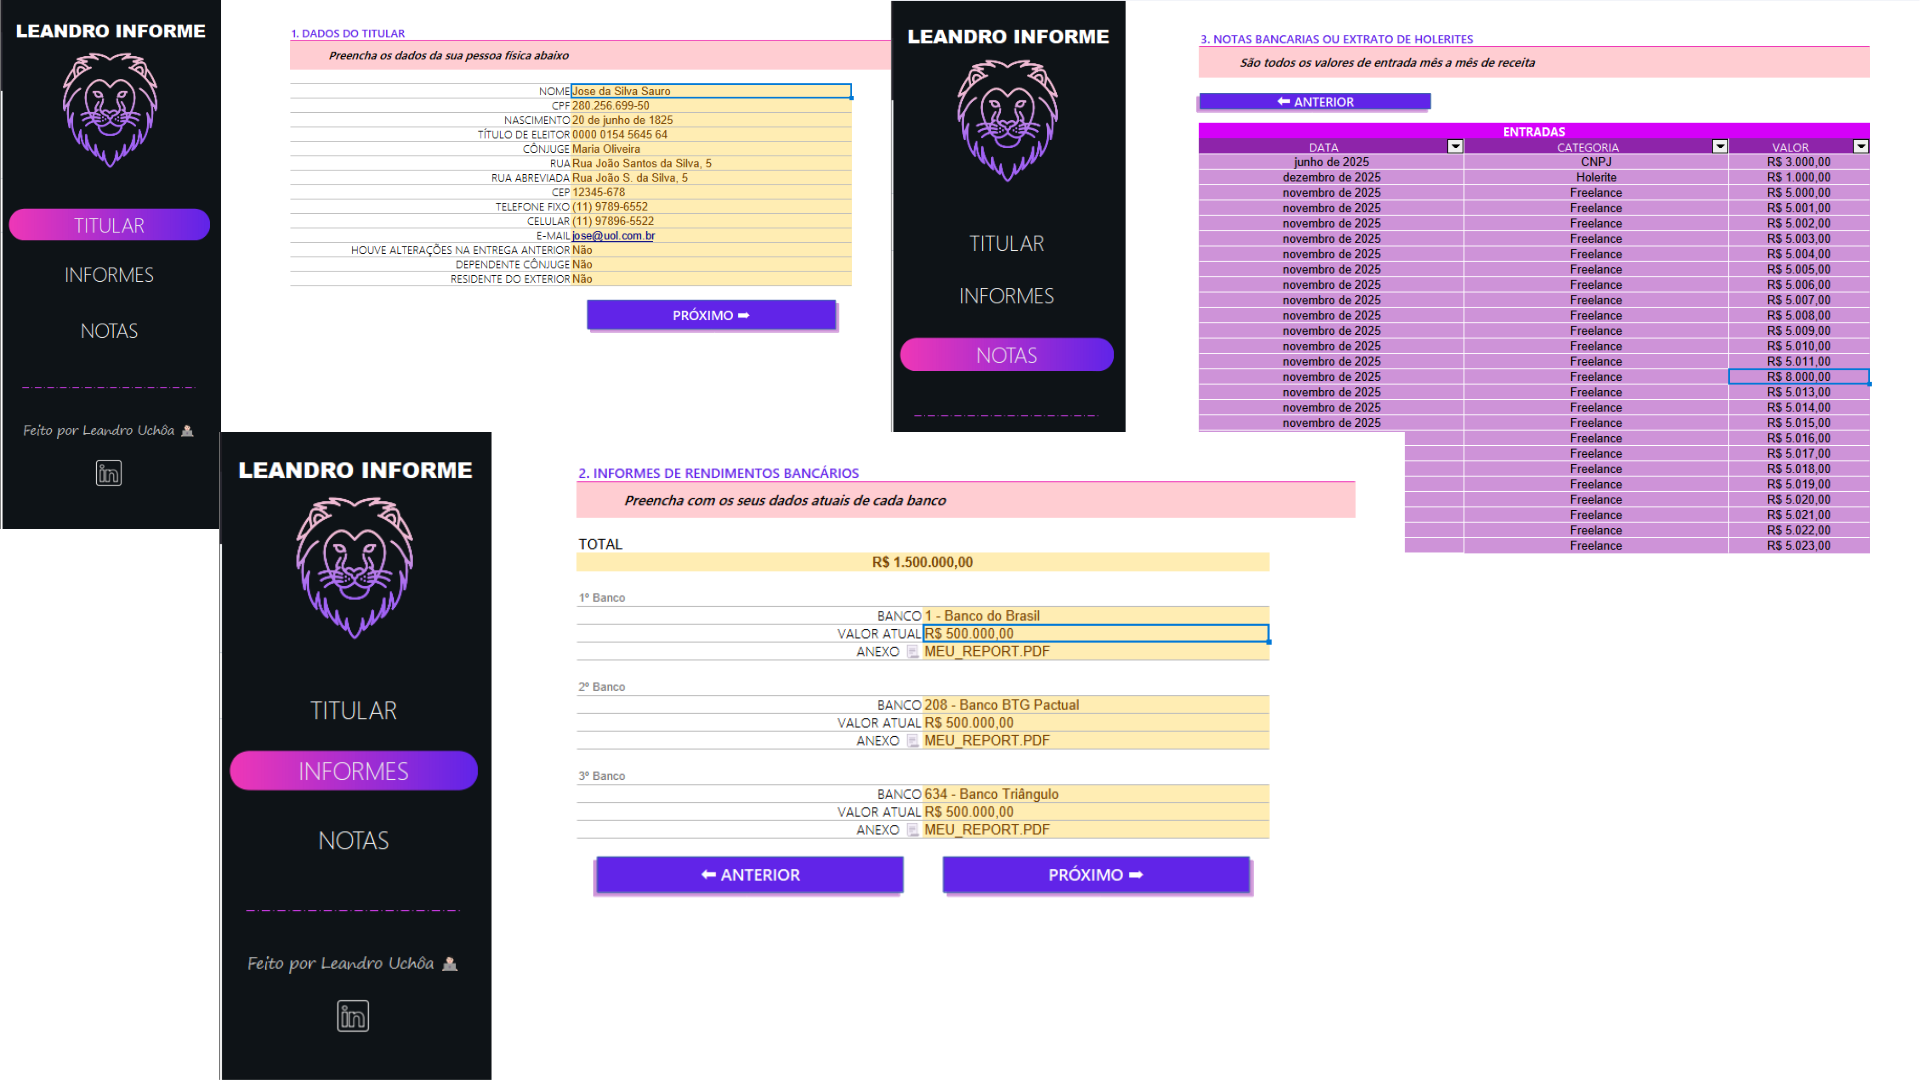 LEANDRO INFORME
TITULAR
INFORMES
NOTAS
Feito por Leandro Uchôa
in
1. DADOS DO TITULAR
Preencha os dados da sua pessoa física abaixo
NOME Jose da Silva Sauro
CPF 280.256.699-50
NASCIMENTO 20 de junho de 1825
TÍTULO DE ELEITOR 0000 0154 5645 64
CÔNJUGE Maria Oliveira
RUA Rua João Santos da Silva, 5
RUA ABREVIADA Rua João S. da Silva, 5
CEP 12345-678
TELEFONE FIXO (11) 9789-6552
CELULAR (11) 97896-5522
E-MAIL jose@uol.com.br
HOUVE ALTERAÇÕES NA ENTREGA ANTERIOR Não
DEPENDENTE CÔNJUGE Não
RESIDENTE DO EXTERIOR Não
PRÓXIMO ➡
LEANDRO INFORME
TITULAR
INFORMES
NOTAS
3. NOTAS BANCARIAS OU EXTRATO DE HOLERITES
São todos os valores de entrada mês a mês de receita
⬅ ANTERIOR
ENTRADAS
DATA CATEGORIA VALOR
junho de 2025 CNPJ R$ 3.000,00
dezembro de 2025 Holerite R$ 1.000,00
novembro de 2025 Freelance R$ 5.000,00
novembro de 2025 Freelance R$ 5.001,00
novembro de 2025 Freelance R$ 5.002,00
novembro de 2025 Freelance R$ 5.003,00
novembro de 2025 Freelance R$ 5.004,00
novembro de 2025 Freelance R$ 5.005,00
novembro de 2025 Freelance R$ 5.006,00
novembro de 2025 Freelance R$ 5.007,00
novembro de 2025 Freelance R$ 5.008,00
novembro de 2025 Freelance R$ 5.009,00
novembro de 2025 Freelance R$ 5.010,00
novembro de 2025 Freelance R$ 5.011,00
novembro de 2025 Freelance R$ 8.000,00
novembro de 2025 Freelance R$ 5.013,00
novembro de 2025 Freelance R$ 5.014,00
novembro de 2025 Freelance R$ 5.015,00
Freelance R$ 5.016,00
Freelance R$ 5.017,00
Freelance R$ 5.018,00
Freelance R$ 5.019,00
Freelance R$ 5.020,00
Freelance R$ 5.021,00
Freelance R$ 5.022,00
Freelance R$ 5.023,00
LEANDRO INFORME
TITULAR
INFORMES
NOTAS
Feito por Leandro Uchôa
in
2. INFORMES DE RENDIMENTOS BANCÁRIOS
Preencha com os seus dados atuais de cada banco
TOTAL
R$ 1.500.000,00
1º Banco
BANCO 1 - Banco do Brasil
VALOR ATUAL R$ 500.000,00
ANEXO MEU_REPORT.PDF
2º Banco
BANCO 208 - Banco BTG Pactual
VALOR ATUAL R$ 500.000,00
ANEXO MEU_REPORT.PDF
3º Banco
BANCO 634 - Banco Triângulo
VALOR ATUAL R$ 500.000,00
ANEXO MEU_REPORT.PDF
⬅ ANTERIOR
PRÓXIMO ➡